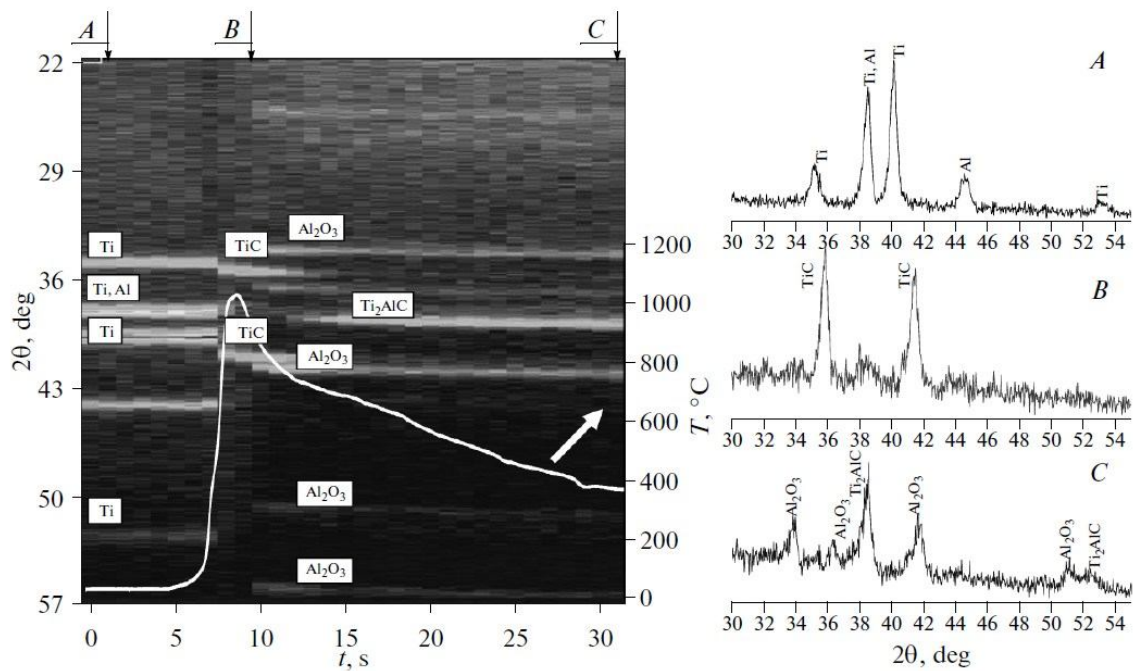 A B C
22
29
36
43
50
57
2θ, deg
Ti
Ti, Al
Ti
Ti
TiC
TiC
Al₂O₃
Ti₂AlC
Al₂O₃
Al₂O₃
Al₂O₃
1200
1000
800
600
400
200
0
T, °C
0 5 10 15 20 25 30
t, s
A
Ti
Ti, Al
Ti
Al
Ti
30 32 34 36 38 40 42 44 46 48 50 52 54
B
TiC
TiC
30 32 34 36 38 40 42 44 46 48 50 52 54
C
Al₂O₃
Al₂O₃
Ti₂AlC
Al₂O₃
Al₂O₃
Ti₂AlC
30 32 34 36 38 40 42 44 46 48 50 52 54
2θ, deg